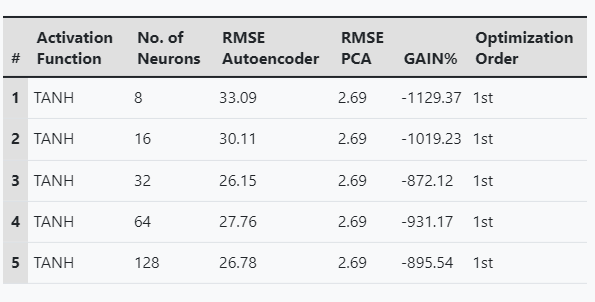 # Activation Function No. of Neurons RMSE Autoencoder RMSE PCA GAIN% Optimization Order
1 TANH 8 33.09 2.69 -1129.37 1st
2 TANH 16 30.11 2.69 -1019.23 1st
3 TANH 32 26.15 2.69 -872.12 1st
4 TANH 64 27.76 2.69 -931.17 1st
5 TANH 128 26.78 2.69 -895.54 1st